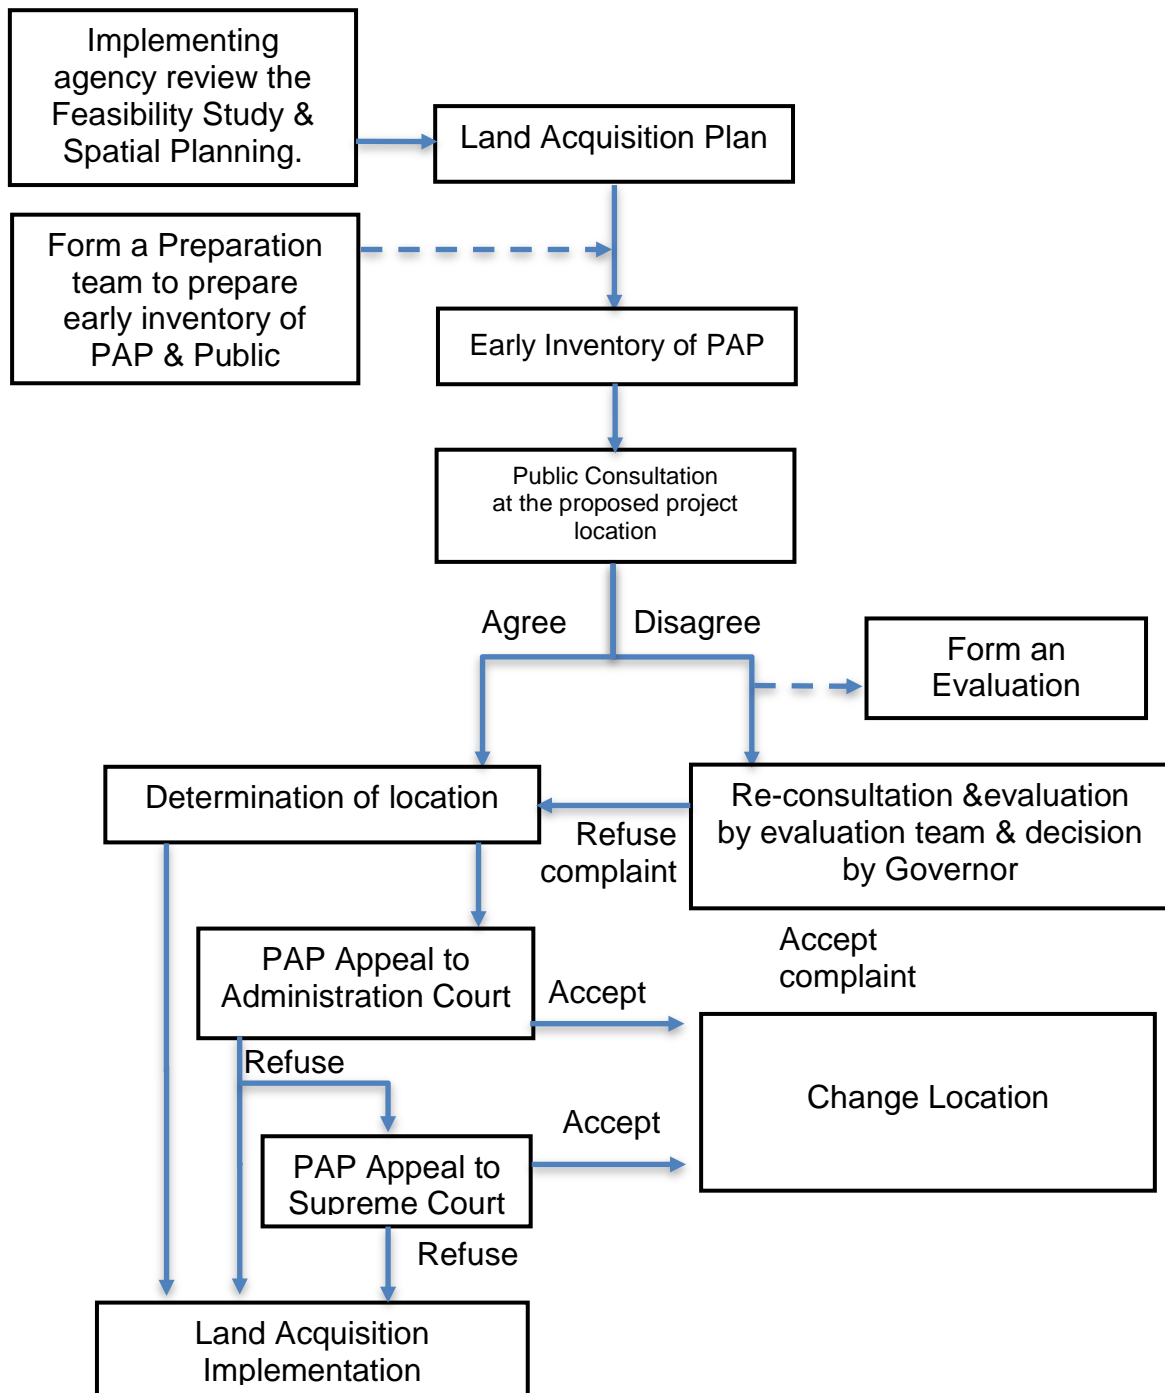 Implementing
agency review the
Feasibility Study &
Spatial Planning.
Land Acquisition Plan
Form a Preparation
team to prepare
early inventory of
PAP & Public
Early Inventory of PAP
Public Consultation
at the proposed project
location
Agree
Disagree
Form an
Evaluation
Determination of location
Re-consultation &evaluation
by evaluation team & decision
by Governor
Refuse
complaint
Accept
complaint
PAP Appeal to
Administration Court
Accept
Change Location
Refuse
PAP Appeal to
Supreme Court
Accept
Refuse
Land Acquisition
Implementation